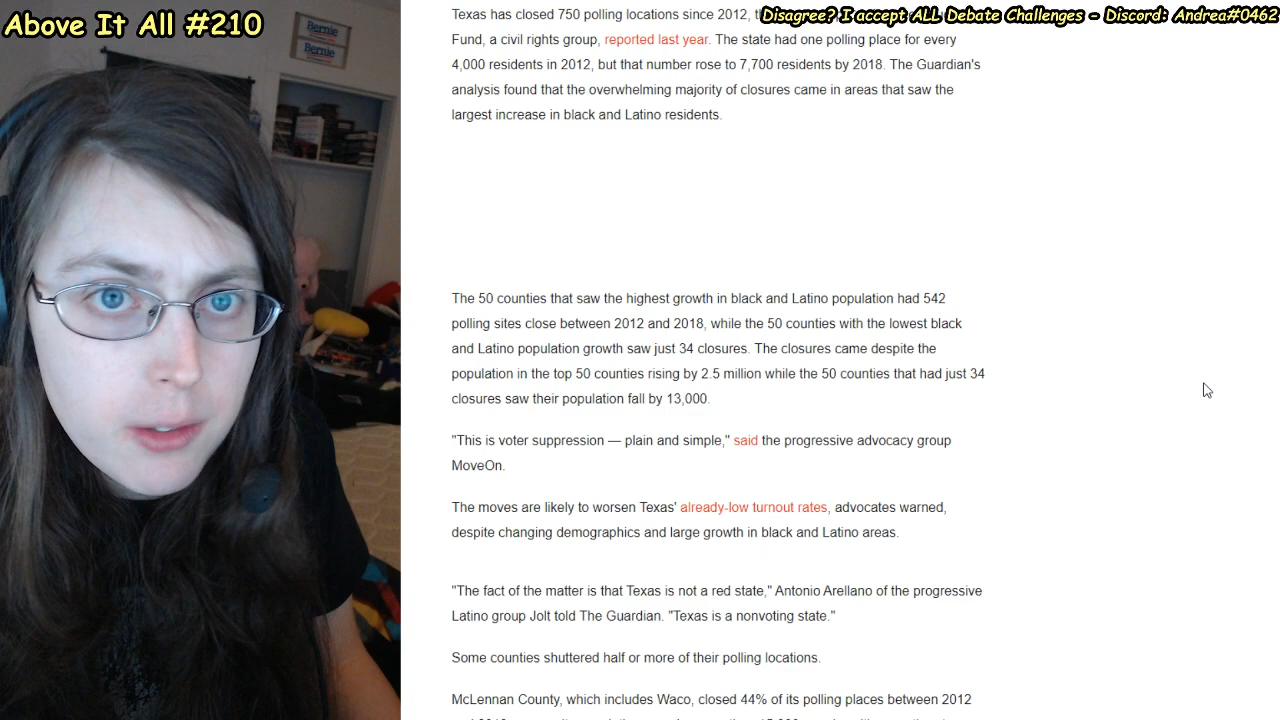 Above It All #210
Disagree? I accept ALL Debate Challenges - Discord: Andrea#0462
Bernie
Bernie
Texas has closed 750 polling locations since 2012,
Fund, a civil rights group, reported last year. The state had one polling place for every
4,000 residents in 2012, but that number rose to 7,700 residents by 2018. The Guardian's
analysis found that the overwhelming majority of closures came in areas that saw the
largest increase in black and Latino residents.
The 50 counties that saw the highest growth in black and Latino population had 542
polling sites close between 2012 and 2018, while the 50 counties with the lowest black
and Latino population growth saw just 34 closures. The closures came despite the
population in the top 50 counties rising by 2.5 million while the 50 counties that had just 34
closures saw their population fall by 13,000.
"This is voter suppression — plain and simple," said the progressive advocacy group
MoveOn.
The moves are likely to worsen Texas' already-low turnout rates, advocates warned,
despite changing demographics and large growth in black and Latino areas.
"The fact of the matter is that Texas is not a red state," Antonio Arellano of the progressive
Latino group Jolt told The Guardian. "Texas is a nonvoting state."
Some counties shuttered half or more of their polling locations.
McLennan County, which includes Waco, closed 44% of its polling places between 2012